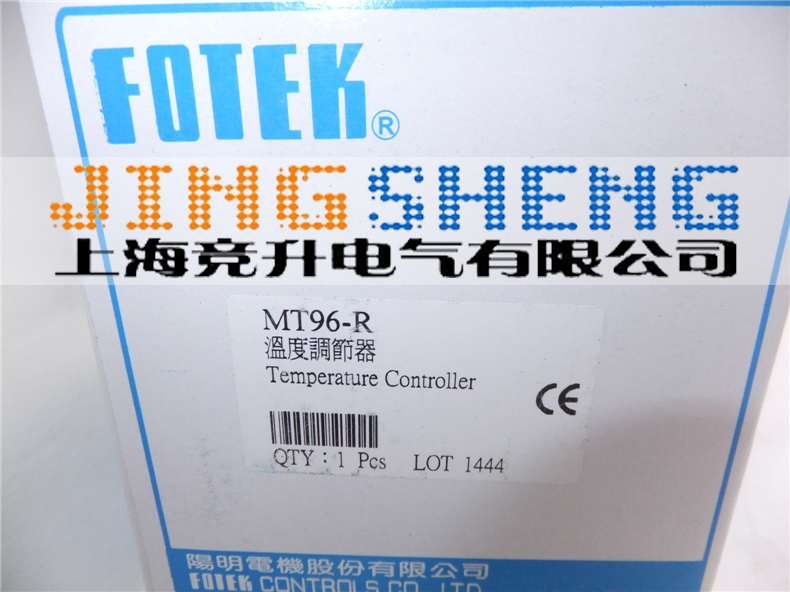 FOTEK®
JINGSHENG
上海竞升电气有限公司
MT96-R
溫度調節器
Temperature Controller
CE
QTY：1 Pcs LOT 1444
陽明電機股份有限公司
FOTEK CONTROLS CO., LTD.